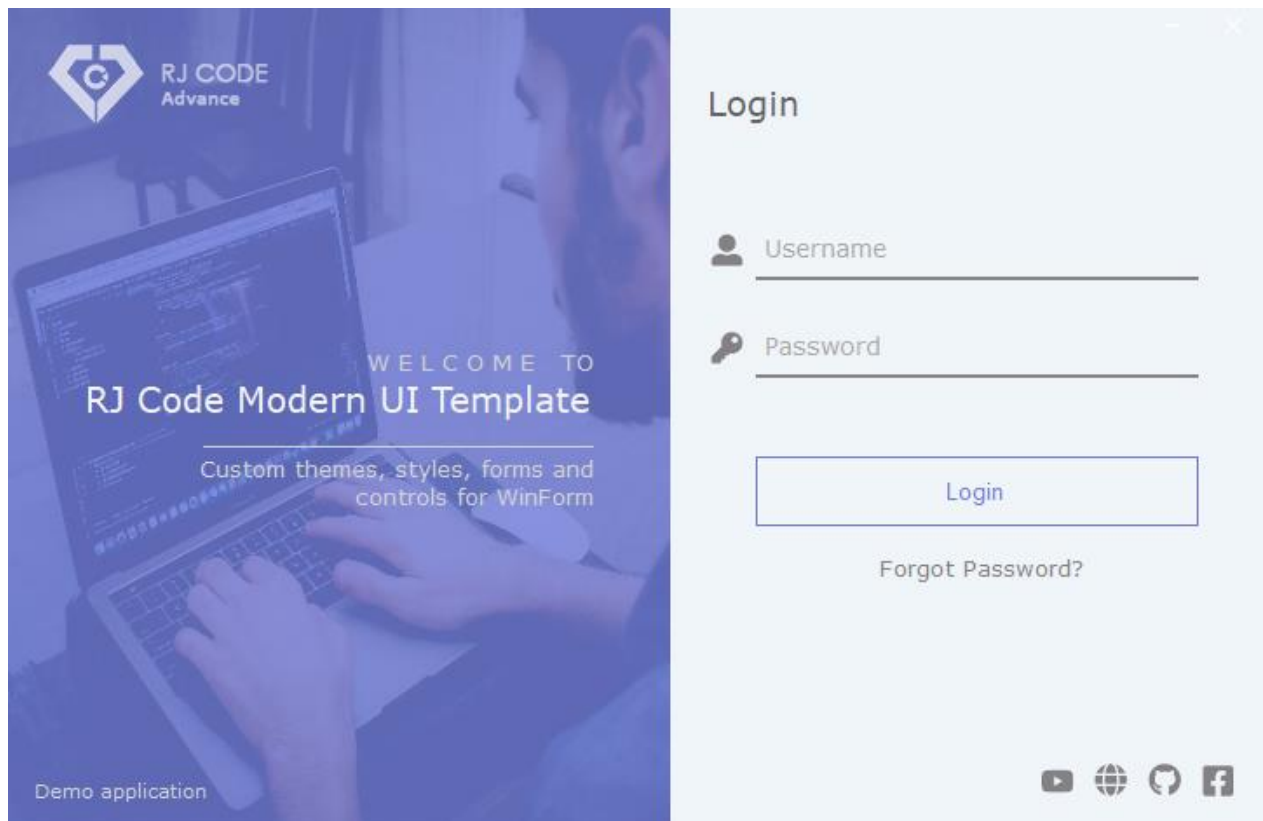 RJ CODE
Advance
WELCOME TO
RJ Code Modern UI Template
Custom themes, styles, forms and
controls for WinForm
Demo application
Login
Username
Password
Login
Forgot Password?